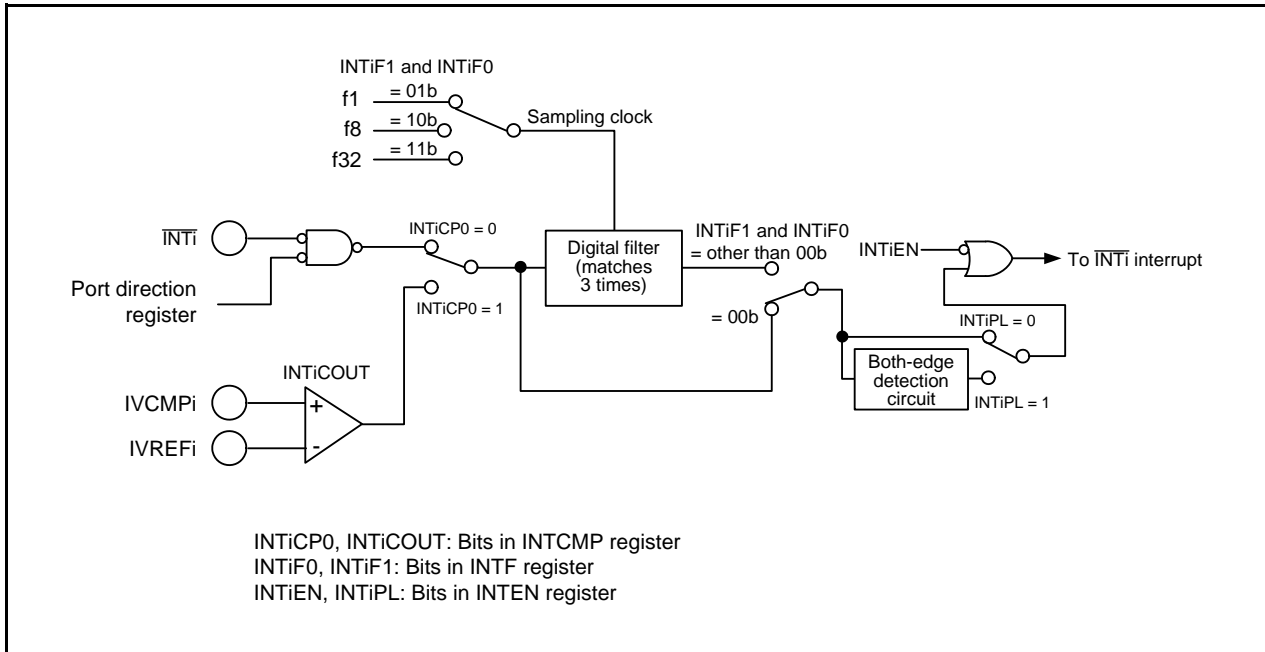 INTiF1 and INTiF0
f1
= 01b
f8
= 10b
f32
= 11b
Sampling clock
INTi
Port direction
register
INTiCP0 = 0
INTiCP0 = 1
Digital filter
(matches
3 times)
INTiF1 and INTiF0
= other than 00b
= 00b
INTiEN
To INTi interrupt
INTiPL = 0
Both-edge
detection
circuit
INTiPL = 1
INTiCOUT
IVCMPi
+
IVREFi
-
INTiCP0, INTiCOUT: Bits in INTCMP register
INTiF0, INTiF1: Bits in INTF register
INTiEN, INTiPL: Bits in INTEN register